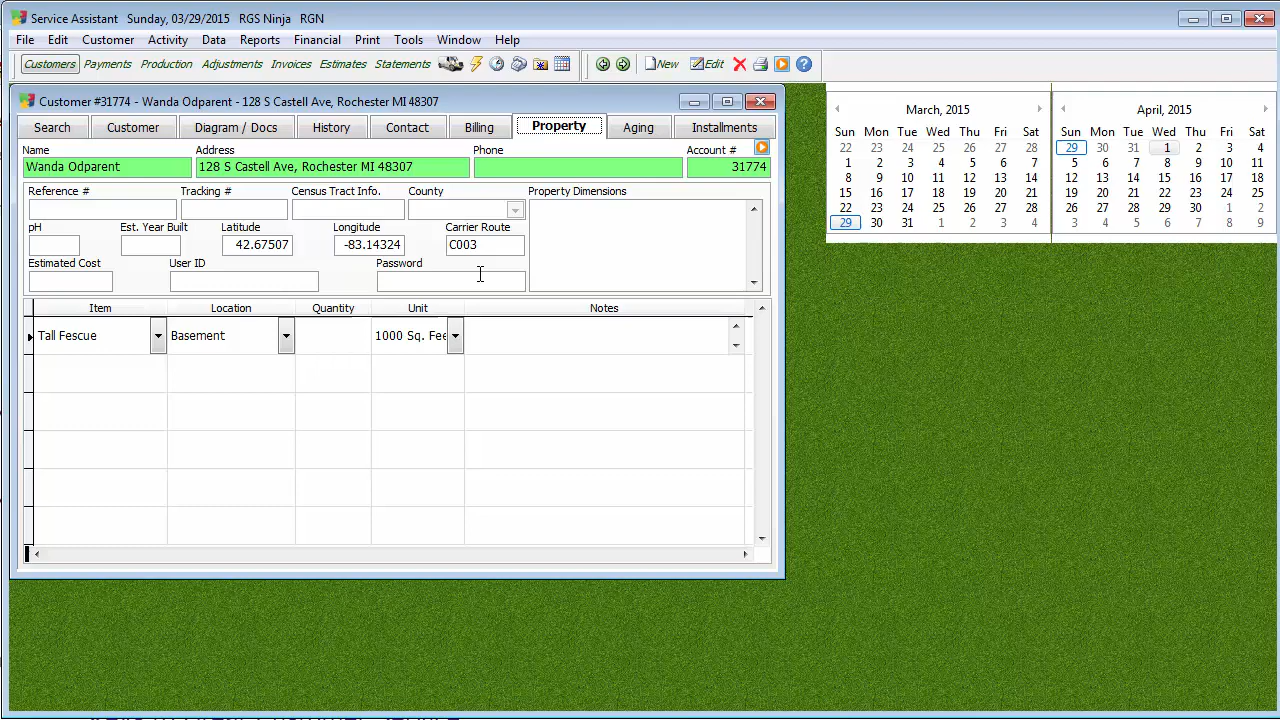 Service Assistant Sunday, 03/29/2015 RGS Ninja RGN
File Edit Customer Activity Data Reports Financial Print Tools Window Help
Customers Payments Production Adjustments Invoices Estimates Statements New Edit
Customer #31774 - Wanda Odparent - 128 S Castell Ave, Rochester MI 48307
Search Customer Diagram / Docs History Contact Billing Property Aging Installments
Name Address Phone Account #
Wanda Odparent 128 S Castell Ave, Rochester MI 48307 31774
Reference # Tracking # Census Tract Info. County Property Dimensions
pH Est. Year Built Latitude Longitude Carrier Route
42.67507 -83.14324 C003
Estimated Cost User ID Password
Item Location Quantity Unit Notes
Tall Fescue Basement 1000 Sq. Fee
March, 2015
Sun Mon Tue Wed Thu Fri Sat
22 23 24 25 26 27 28
1 2 3 4 5 6 7
8 9 10 11 12 13 14
15 16 17 18 19 20 21
22 23 24 25 26 27 28
29 30 31 1 2 3 4
April, 2015
Sun Mon Tue Wed Thu Fri Sat
29 30 31 1 2 3 4
5 6 7 8 9 10 11
12 13 14 15 16 17 18
19 20 21 22 23 24 25
26 27 28 29 30 1 2
3 4 5 6 7 8 9